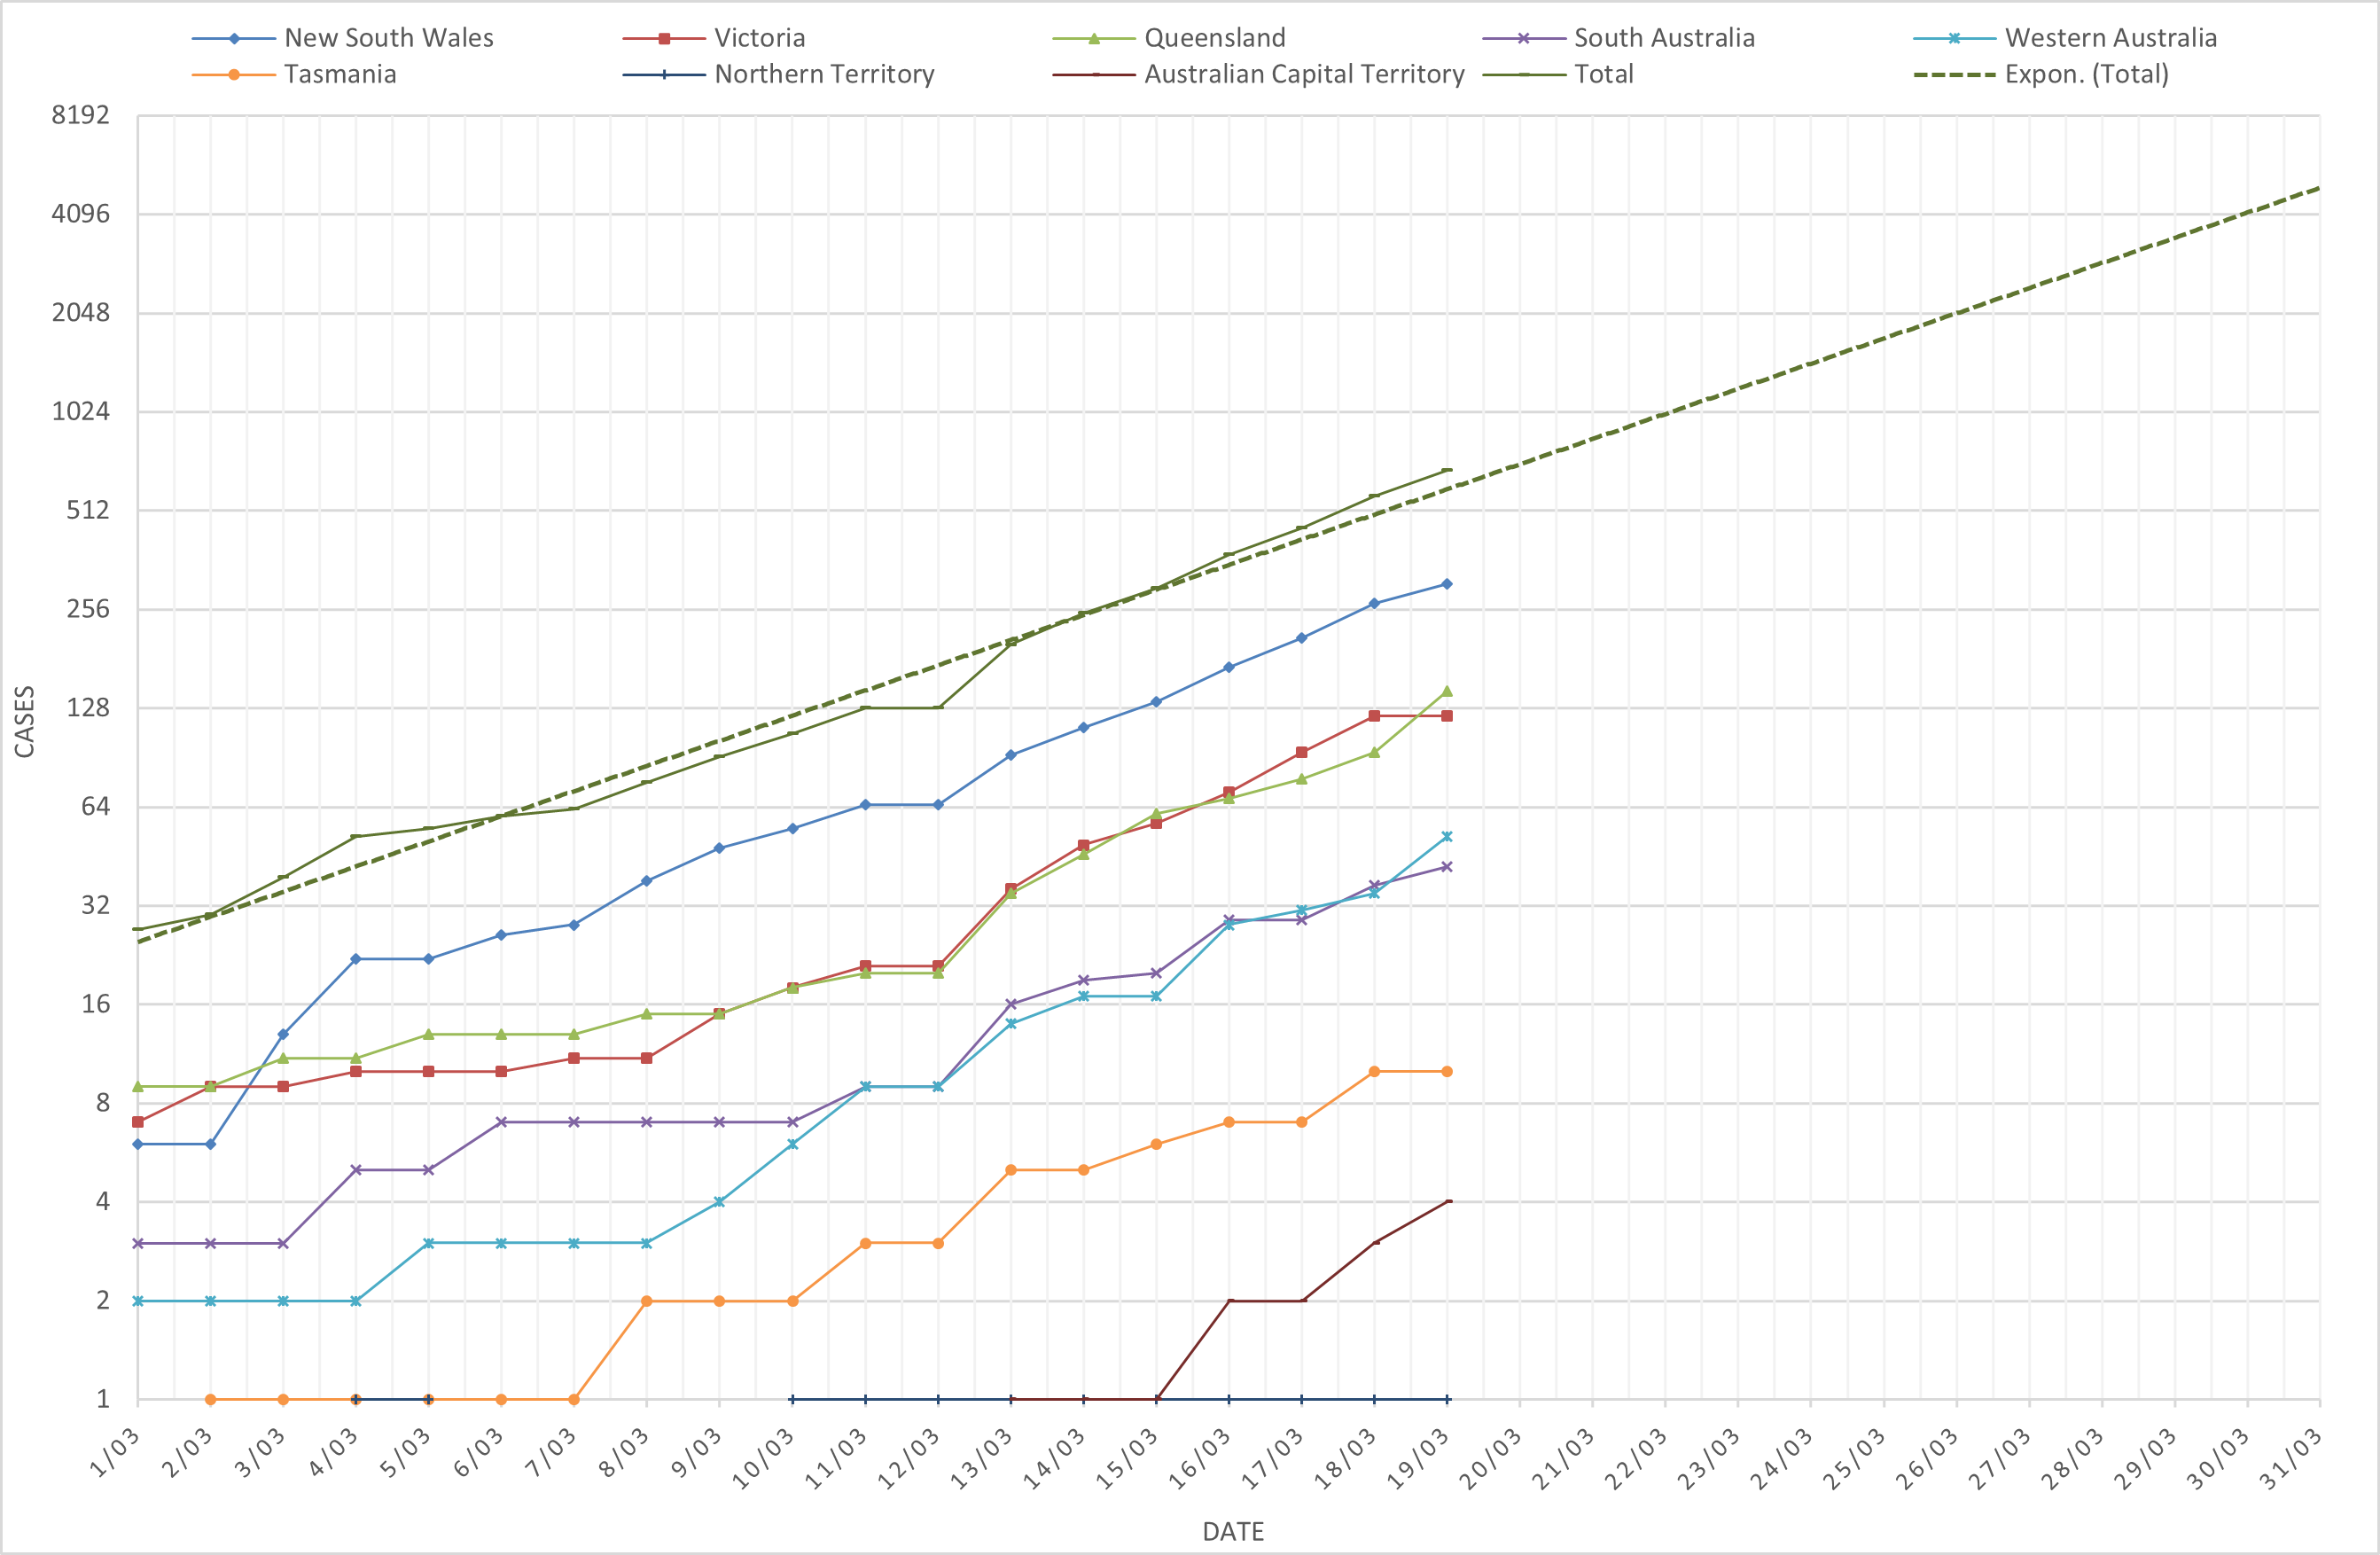 New South Wales Victoria Queensland South Australia Western Australia
Tasmania Northern Territory Australian Capital Territory Total Expon. (Total)
8192
4096
2048
1024
512
256
128
64
32
16
8
4
2
1
CASES
1/03 2/03 3/03 4/03 5/03 6/03 7/03 8/03 9/03 10/03 11/03 12/03 13/03 14/03 15/03 16/03 17/03 18/03 19/03 20/03 21/03 22/03 23/03 24/03 25/03 26/03 27/03 28/03 29/03 30/03 31/03
DATE